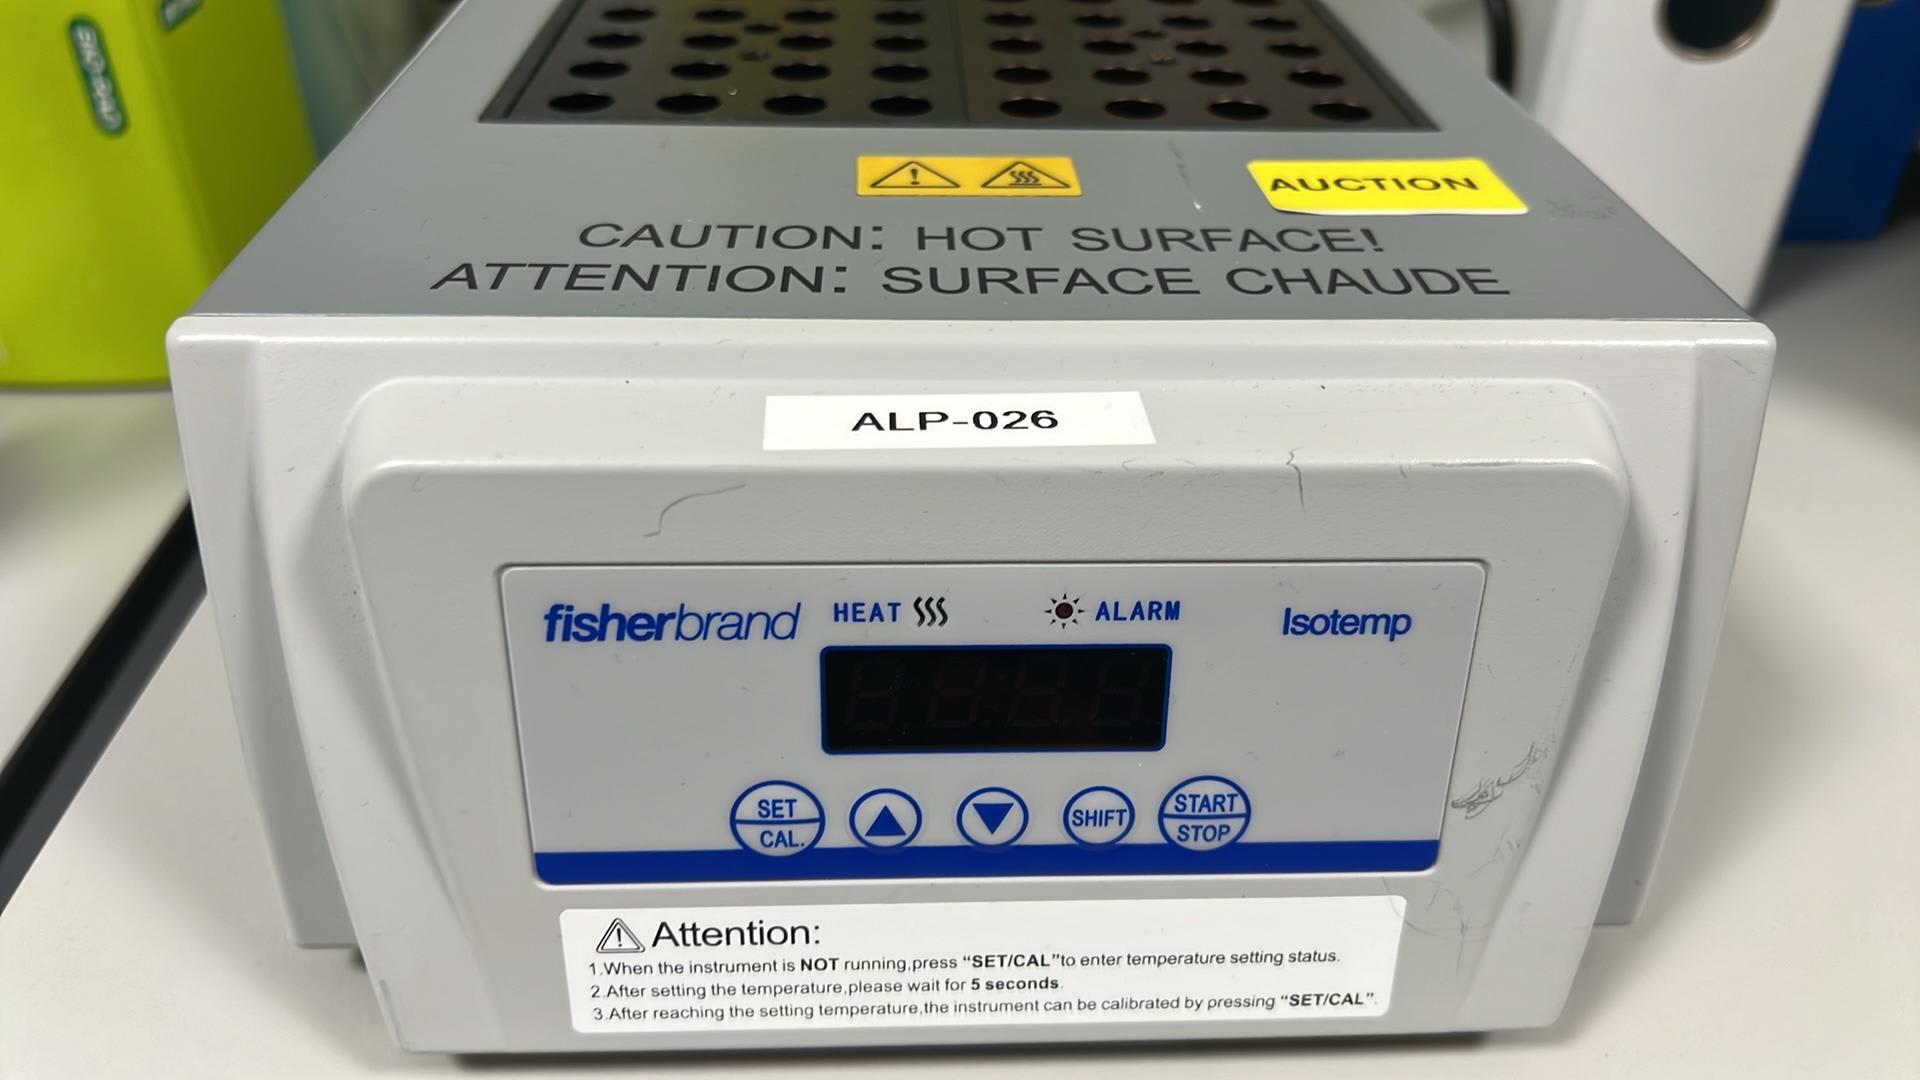 BIO-RAD
AUCTION
CAUTION: HOT SURFACE!
ATTENTION: SURFACE CHAUDE
ALP-026
fisherbrand
HEAT
ALARM
Isotemp
SET
CAL.
SHIFT
START
STOP
Attention:
1.When the instrument is NOT running,press “SET/CAL”to enter temperature setting status.
2.After setting the temperature,please wait for 5 seconds.
3.After reaching the setting temperature,the instrument can be calibrated by pressing “SET/CAL”.